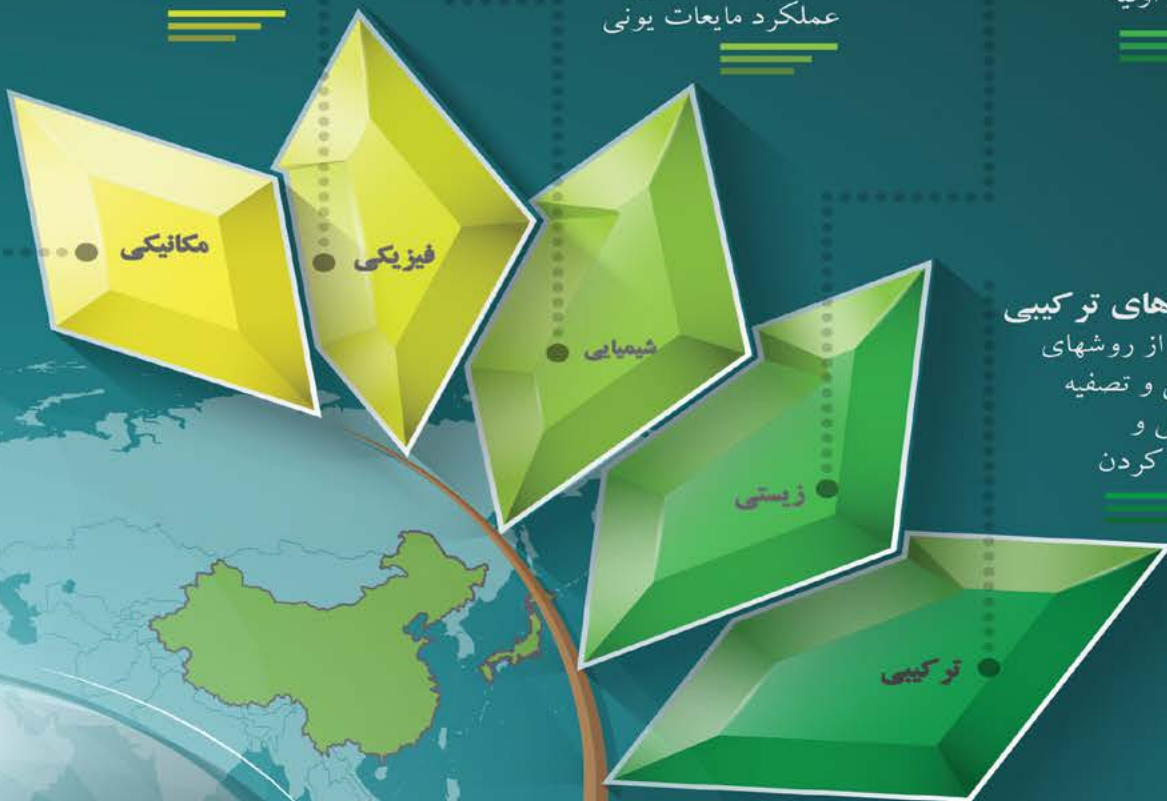 عملکرد مایعات یونی
مکانیکی
فیزیکی
شیمیایی
زیستی
ترکیبی
های ترکیبی
از روشهای
و تصفیه
و
کردن